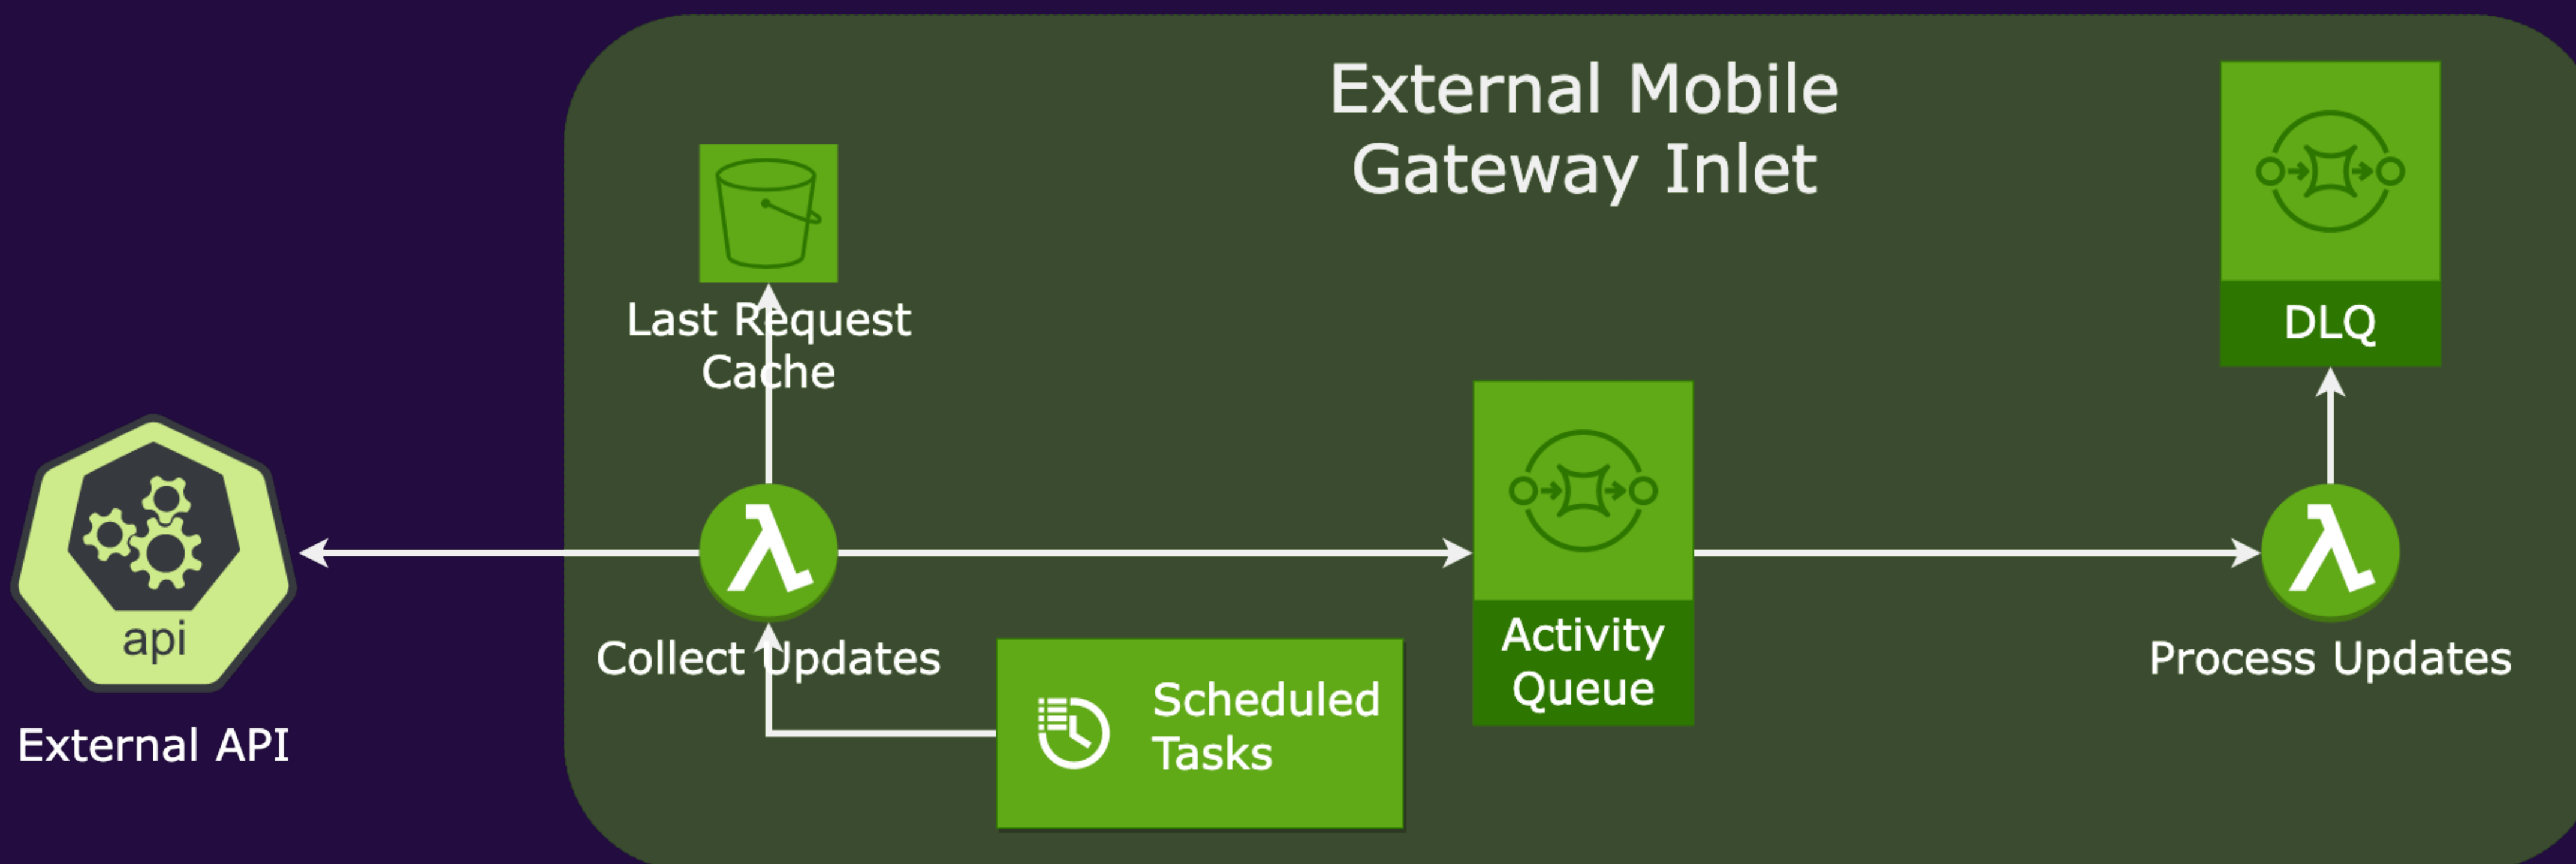 External Mobile
Gateway Inlet
Last Request
Cache
DLQ
api
External API
Collect Updates
Scheduled
Tasks
Activity
Queue
Process Updates